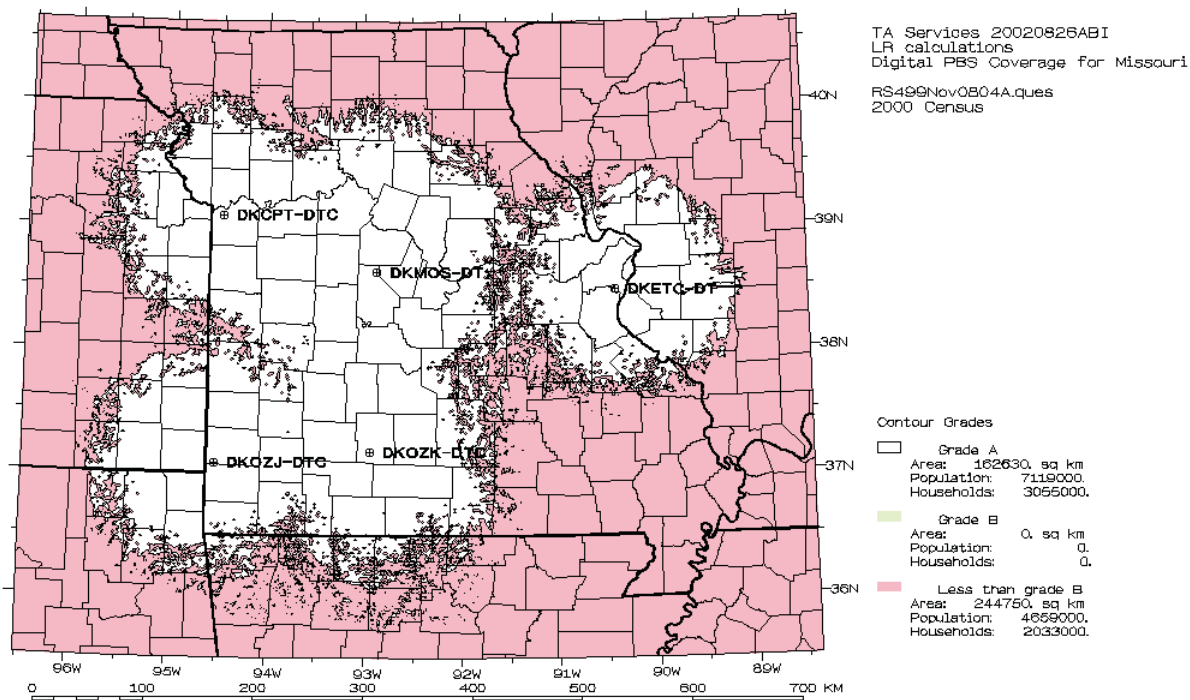 TA Services 20020826ABI
LR calculations
Digital PBS Coverage for Missouri
RS499Nov0804A.ques
2000 Census
40N
39N
DKCPT-DTC
DKMOS-DT
DKETC-DT
38N
DKOZJ-DTC
DKOZK-DTC
37N
36N
96W 95W 94W 93W 92W 91W 90W 89W
0 100 200 300 400 500 600 700 KM
Contour Grades
Grade A
Area: 162630. sq km
Population: 7119000.
Households: 3055000.
Grade B
Area: 0. sq km
Population: 0.
Households: 0.
Less than grade B
Area: 244750. sq km
Population: 4659000.
Households: 2033000.